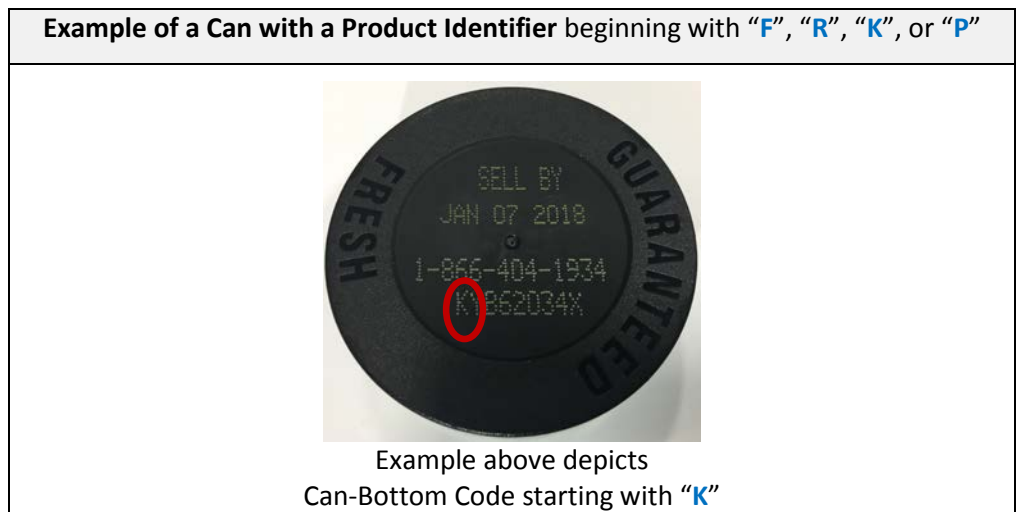 Example of a Can with a Product Identifier beginning with “F”, “R”, “K”, or “P”
FRESH
GUARANTEED
SELL BY
JAN 07 2018
1-866-404-1934
KY862034X
Example above depicts
Can-Bottom Code starting with “K”